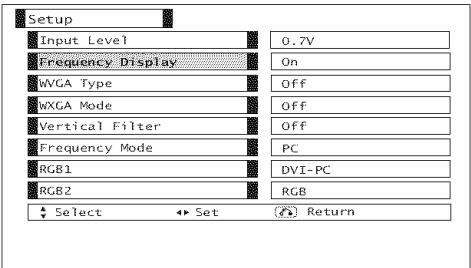 Setup
Input Level 0.7V
Frequency Display On
WVGA Type Off
WXGA Mode Off
Vertical Filter Off
Frequency Mode PC
RGB1 DVI-PC
RGB2 RGB
Select Set Return